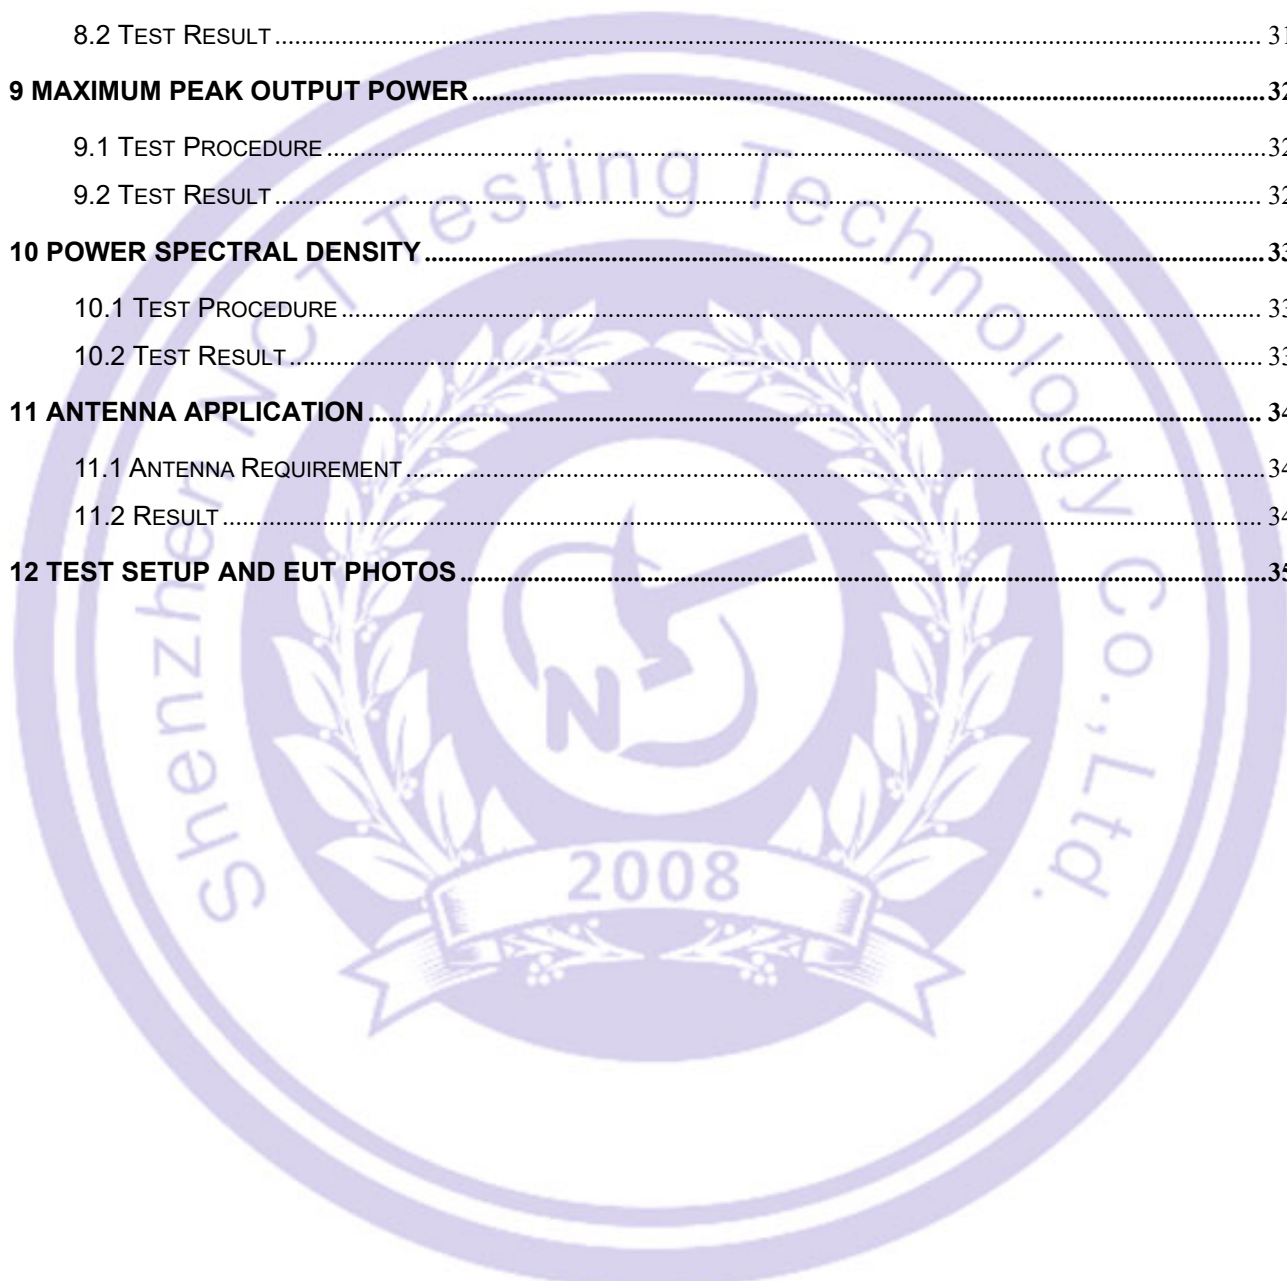 8.2 TEST RESULT........................................................................................................ 31
9 MAXIMUM PEAK OUTPUT POWER........................................................................ 32
9.1 TEST PROCEDURE................................................................................................ 32
9.2 TEST RESULT........................................................................................................ 32
10 POWER SPECTRAL DENSITY................................................................................ 33
10.1 TEST PROCEDURE.............................................................................................. 33
10.2 TEST RESULT...................................................................................................... 33
11 ANTENNA APPLICATION....................................................................................... 34
11.1 ANTENNA REQUIREMENT................................................................................... 34
11.2 RESULT................................................................................................................ 34
12 TEST SETUP AND EUT PHOTOS........................................................................... 35
Shenzhen NCT Testing Technology Co.,Ltd.
N
2008